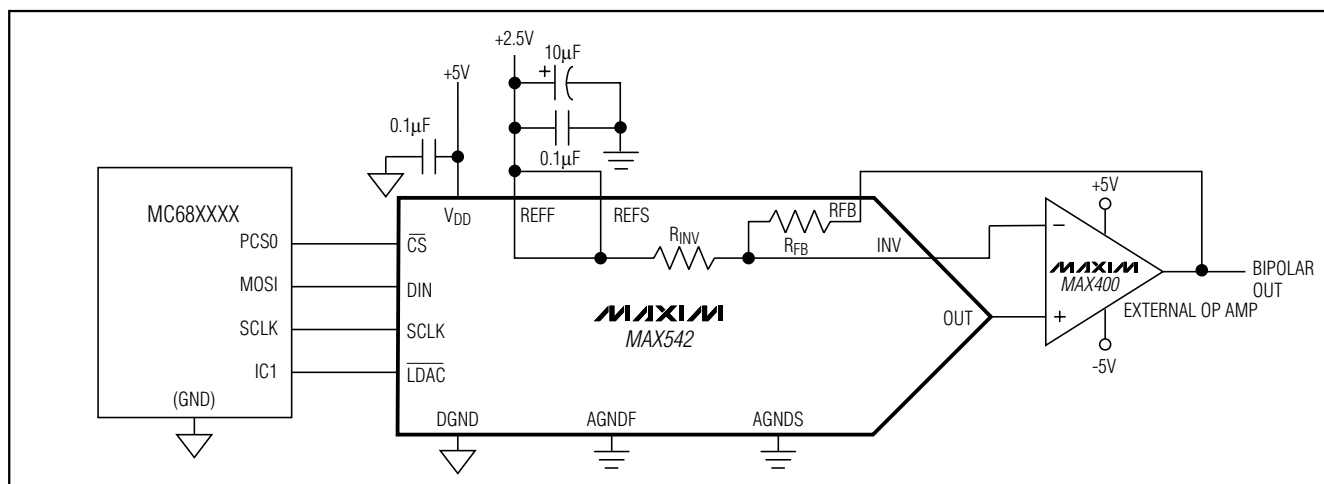 +2.5V
10µF
+
+5V
0.1µF
0.1µF
MC68XXXX
PCS0
MOSI
SCLK
IC1
(GND)
VDD
REFF
REFS
RFB
RINV
RFB
INV
CS
DIN
SCLK
LDAC
MAXIM
MAX542
OUT
DGND
AGNDF
AGNDS
+5V
−
MAXIM
MAX400
+
EXTERNAL OP AMP
-5V
BIPOLAR
OUT